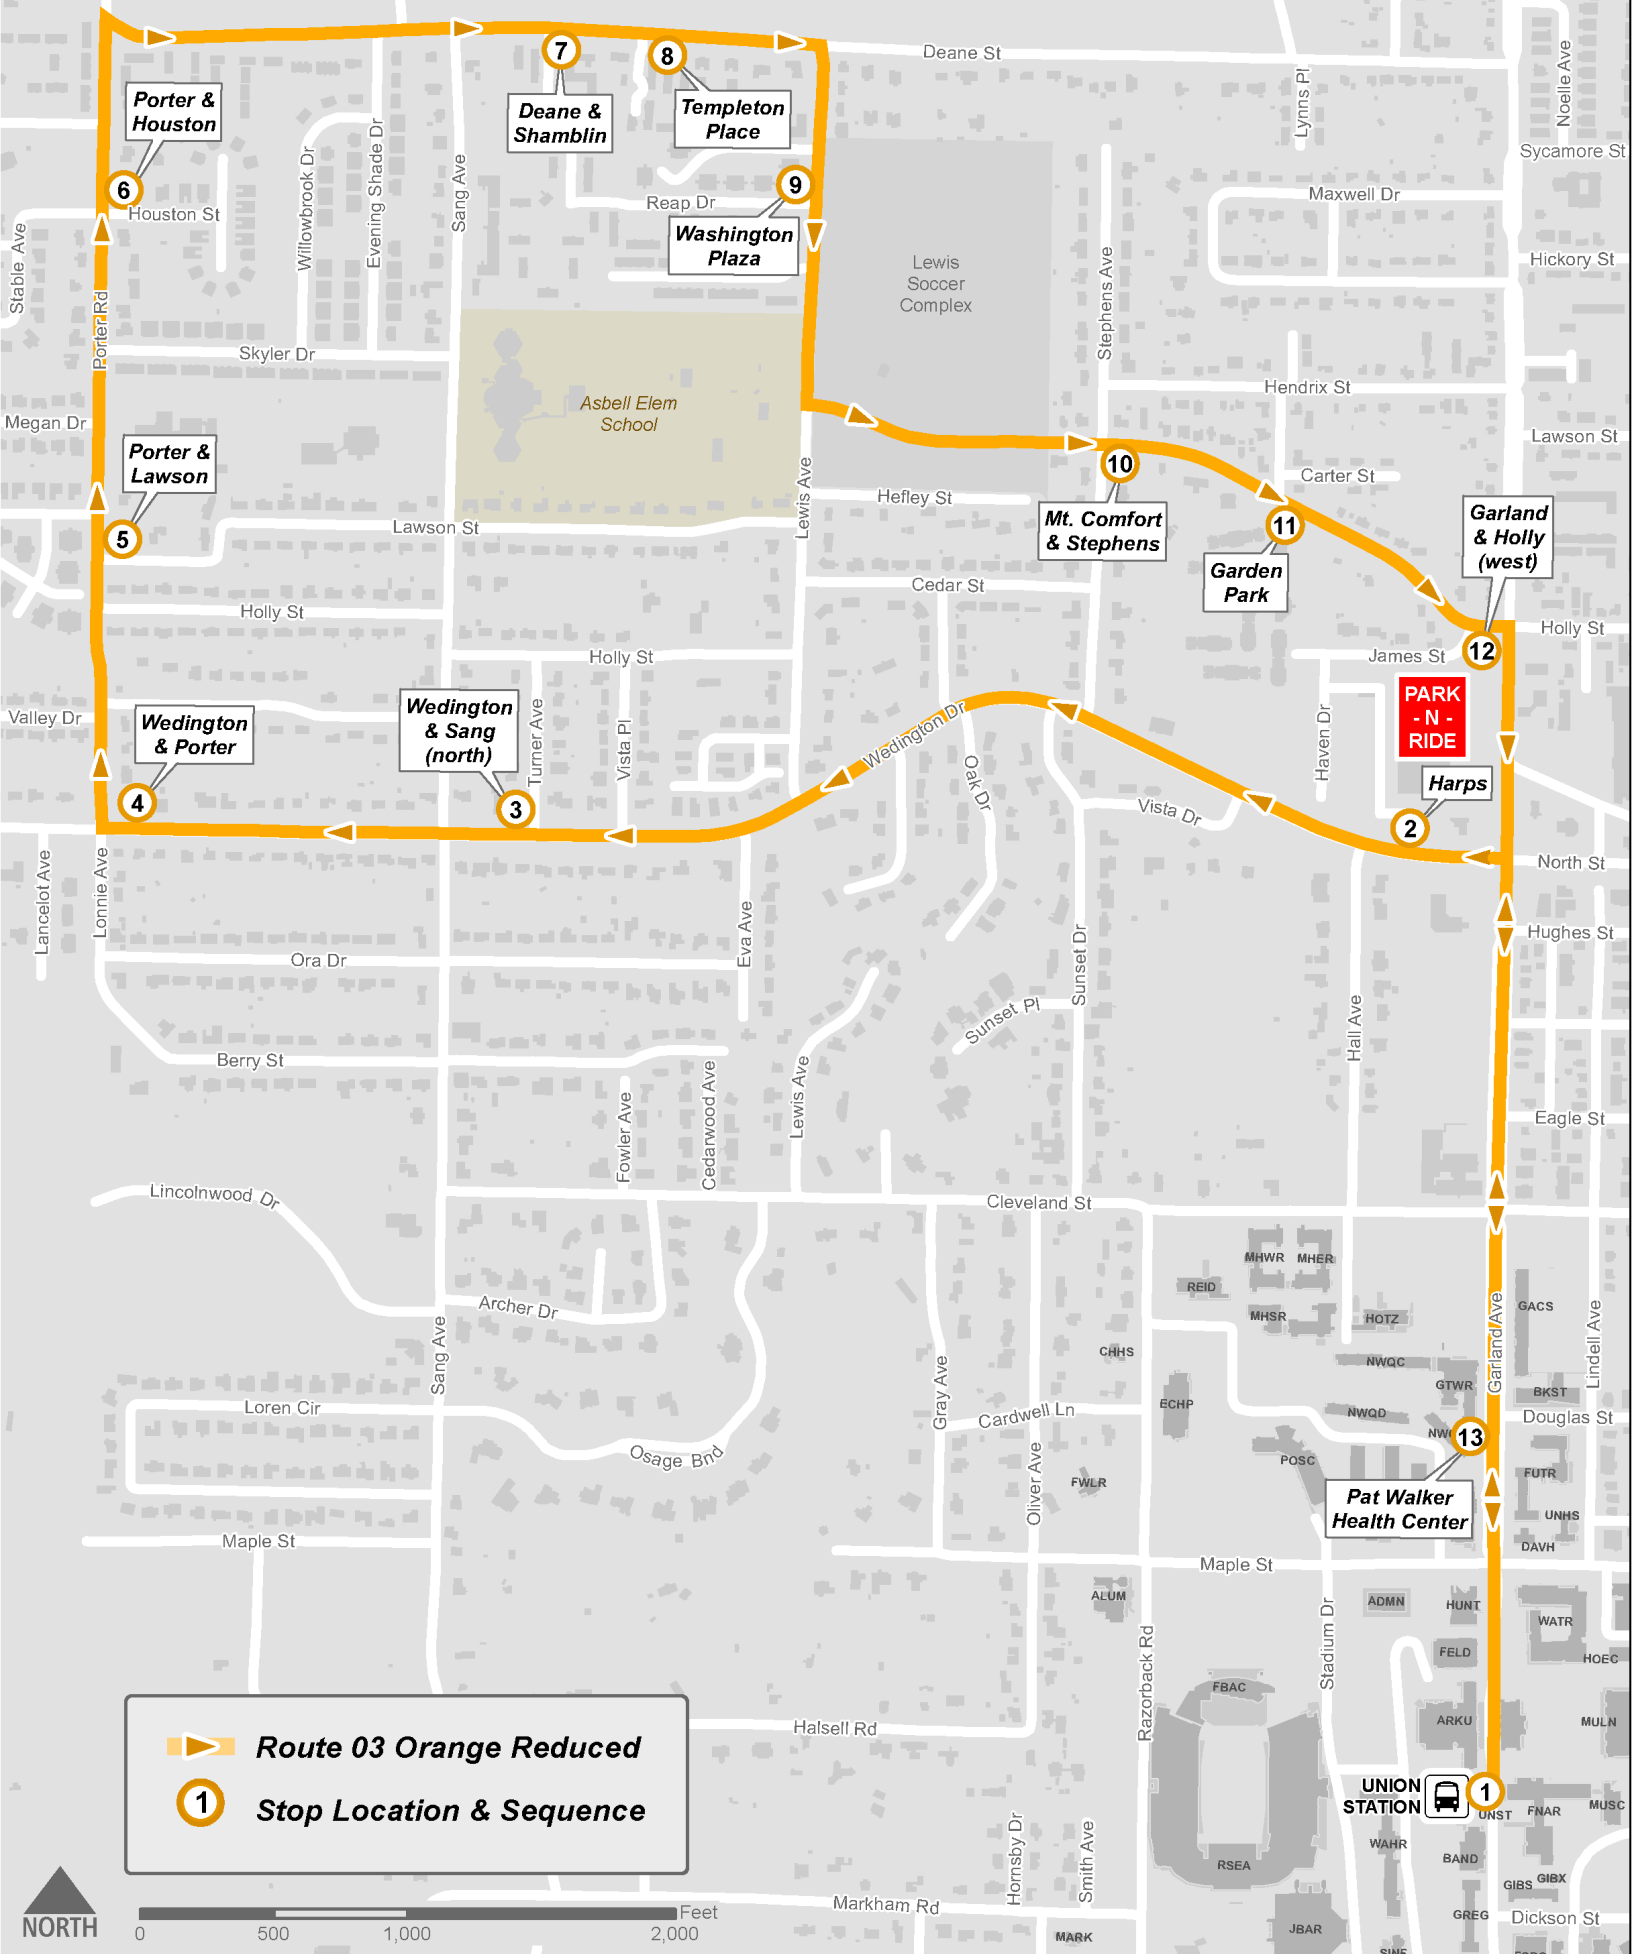 Deane St
Noelle Ave
Lynns Pl
Sycamore St
Porter &
Houston
6
7
Deane &
Shamblin
8
Templeton
Place
9
Washington
Plaza
Houston St
Stable Ave
Willowbrook Dr
Evening Shade Dr
Sang Ave
Reap Dr
Maxwell Dr
Hickory St
Lewis
Soccer
Complex
Stephens Ave
Porter Rd
Skyler Dr
Hendrix St
Megan Dr
Asbell Elem
School
Lawson St
Porter &
Lawson
5
Lawson St
Lewis Ave
Hefley St
10
Mt. Comfort
& Stephens
Carter St
11
Garden
Park
Garland
& Holly
(west)
12
Holly St
Holly St
Holly St
Cedar St
James St
PARK
- N -
RIDE
Valley Dr
Wedington
& Porter
4
Wedington
& Sang
(north)
3
Turner Ave
Vista Pl
Wedington Dr
Oak Dr
Vista Dr
Haven Dr
Harps
2
North St
Lancelot Ave
Lonnie Ave
Eva Ave
Hughes St
Ora Dr
Sunset Dr
Sunset Pl
Hall Ave
Berry St
Fowler Ave
Cedarwood Ave
Lewis Ave
Eagle St
Lincolnwood Dr
Cleveland St
MHWR
MHER
REID
MHSR
HOTZ
GACS
Archer Dr
Sang Ave
Garland Ave
Lindell Ave
CHHS
NWQC
GTWR
BKST
Loren Cir
Gray Ave
Cardwell Ln
ECHP
NWQD
Douglas St
13
Osage Bnd
Oliver Ave
FWLR
POSC
FUTR
Pat Walker
Health Center
UNHS
DAVH
Maple St
Maple St
ALUM
ADMN
HUNT
WATR
FELD
HOEC
Razorback Rd
Stadium Dr
FBAC
ARKU
MULN
Halsell Rd
Route 03 Orange Reduced
1
Stop Location & Sequence
UNION
STATION
1
UNST
FNAR
MUSC
WAHR
BAND
RSEA
Hornsby Dr
Smith Ave
GIBS
GIBX
Markham Rd
GREG
Dickson St
JBAR
MARK
NORTH
0
500
1,000
2,000
Feet